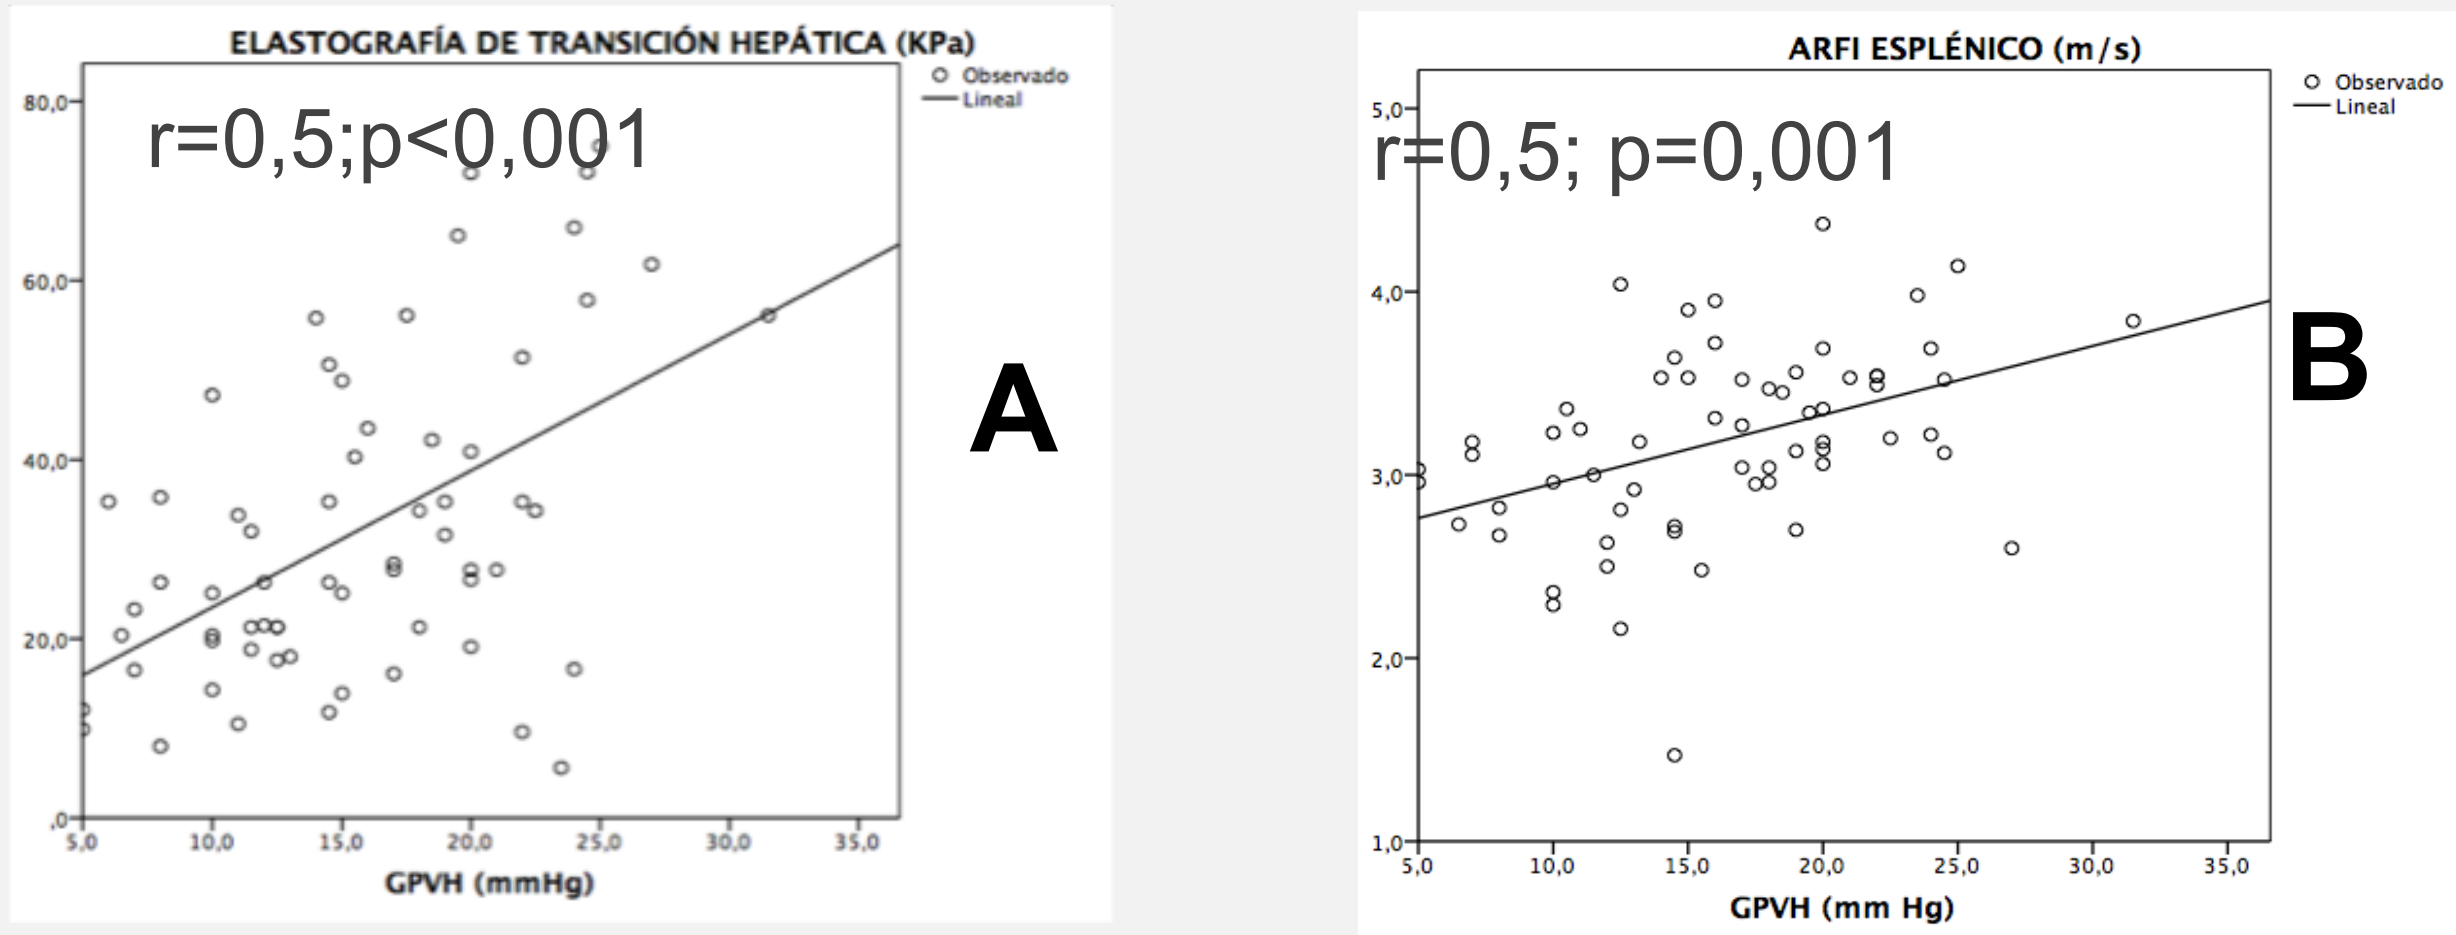 ELASTOGRAFÍA DE TRANSICIÓN HEPÁTICA (KPa)
Observado
Lineal
r=0,5;p<0,001
80,0
60,0
40,0
20,0
,0
5,0 10,0 15,0 20,0 25,0 30,0 35,0
GPVH (mmHg)
A
ARFI ESPLÉNICO (m/s)
Observado
Lineal
r=0,5; p=0,001
5,0
4,0
3,0
2,0
1,0
5,0 10,0 15,0 20,0 25,0 30,0 35,0
GPVH (mm Hg)
B